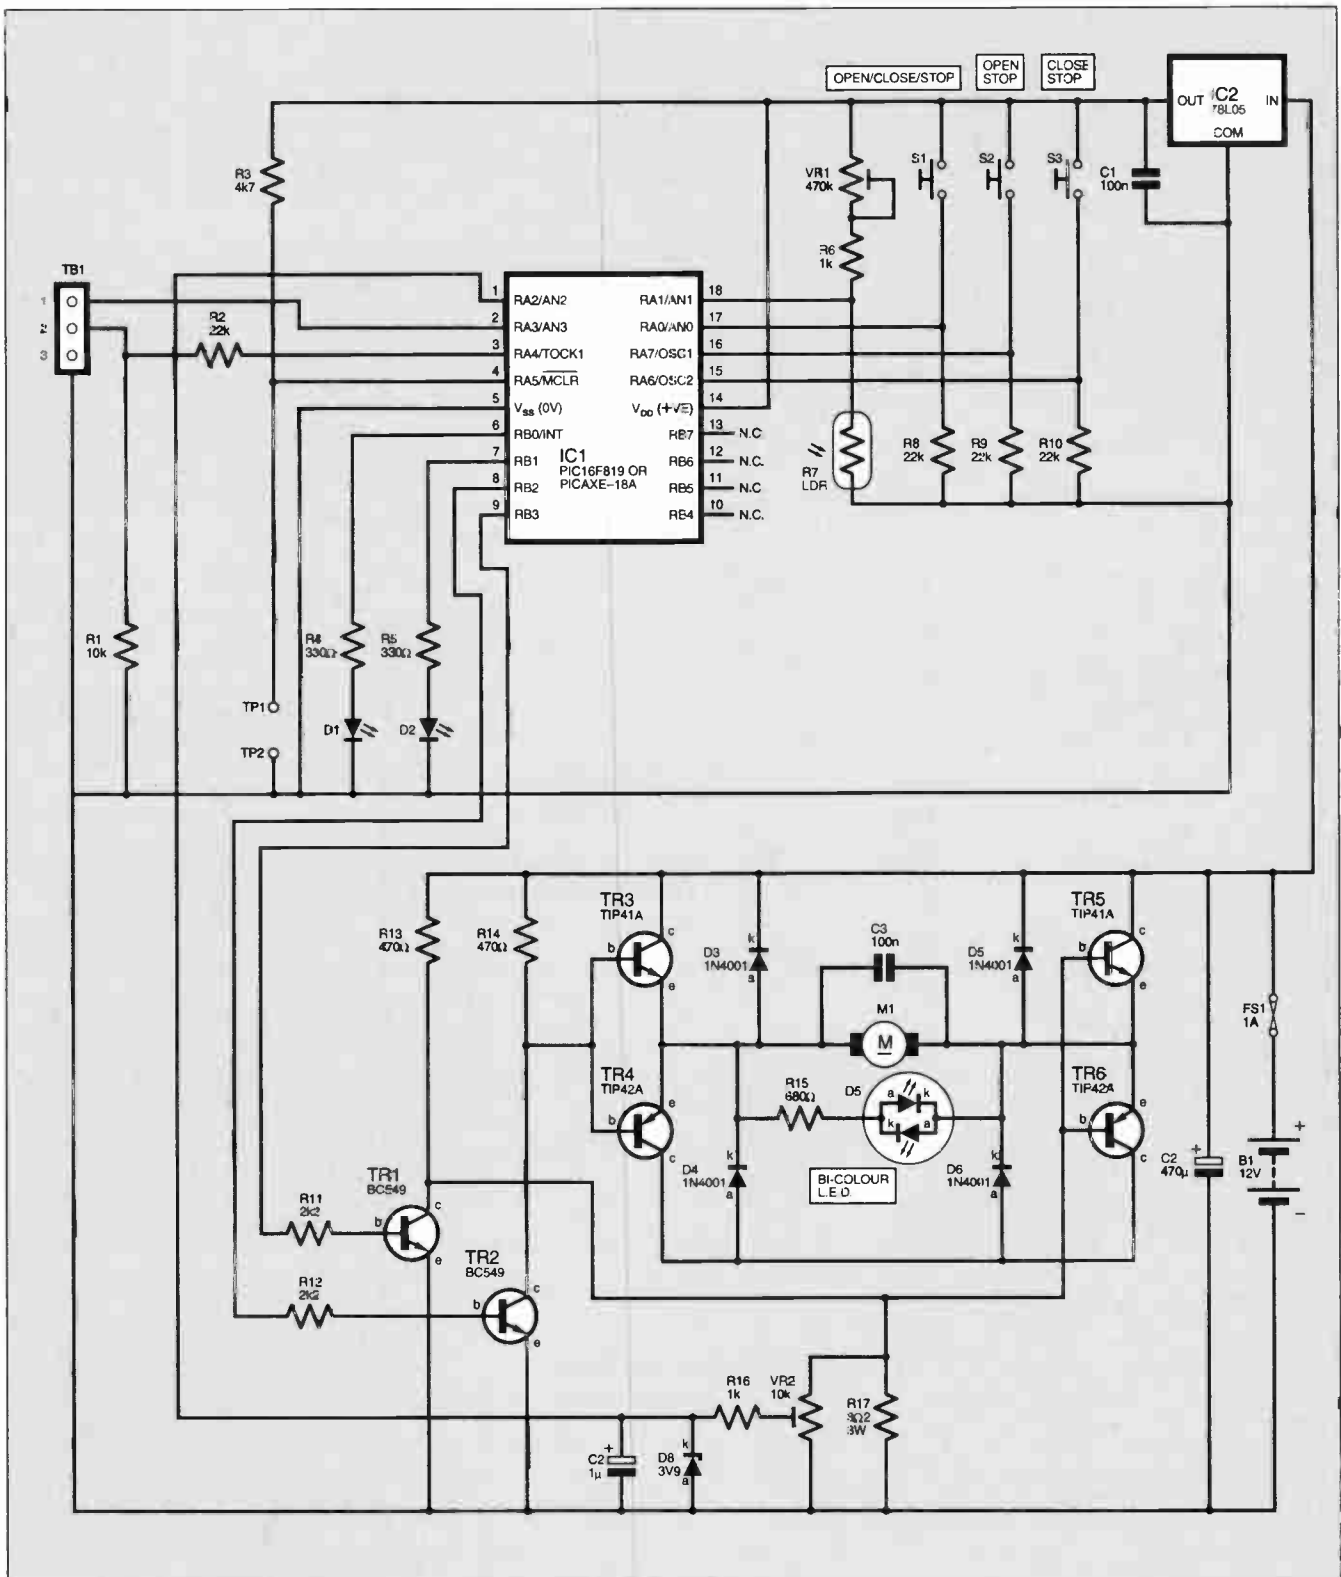 OPEN/CLOSE/STOP
OPEN
STOP
CLOSE
STOP
OUT
IC2
78L05
IN
COM
R3
4k7
VR1
470k
S1
S2
S3
C1
100n
R6
1k
TB1
1
2
3
R2
22k
1
RA2/AN2
2
RA3/AN3
3
RA4/TOCK1
4
RA5/MCLR
5
VSS (0V)
6
RB0/INT
7
RB1
8
RB2
9
RB3
RA1/AN1
18
RA0/AN0
17
RA7/OSC1
16
RA6/OSC2
15
VDD (+VE)
14
RB7
13
N.C
RB6
12
N.C.
RB5
11
N.C
RB4
10
N.C.
IC1
PIC16F819 OR
PICAXE-18A
R7
LDR
R8
22k
R9
22k
R10
22k
R1
10k
R4
330Ω
R5
330Ω
TP1
TP2
D1
D2
R13
470Ω
R14
470Ω
TR3
TIP41A
b
c
e
D3
1N4001
k
a
C3
100n
D5
1N4001
k
a
TR5
TIP41A
b
c
e
M1
M
FS1
1A
TR4
TIP42A
b
e
c
R15
680Ω
D5
a
k
k
a
TR6
TIP42A
b
e
c
D4
1N4001
k
a
BI-COLOUR
L.E.D.
D6
1N4001
k
a
+
C2
470µ
B1
12V
+
−
TR1
BC549
R11
2k2
b
c
e
TR2
BC549
R12
2k2
b
c
e
R16
1k
VR2
10k
R17
3W
+
C2
1µ
D8
3V9
k
a